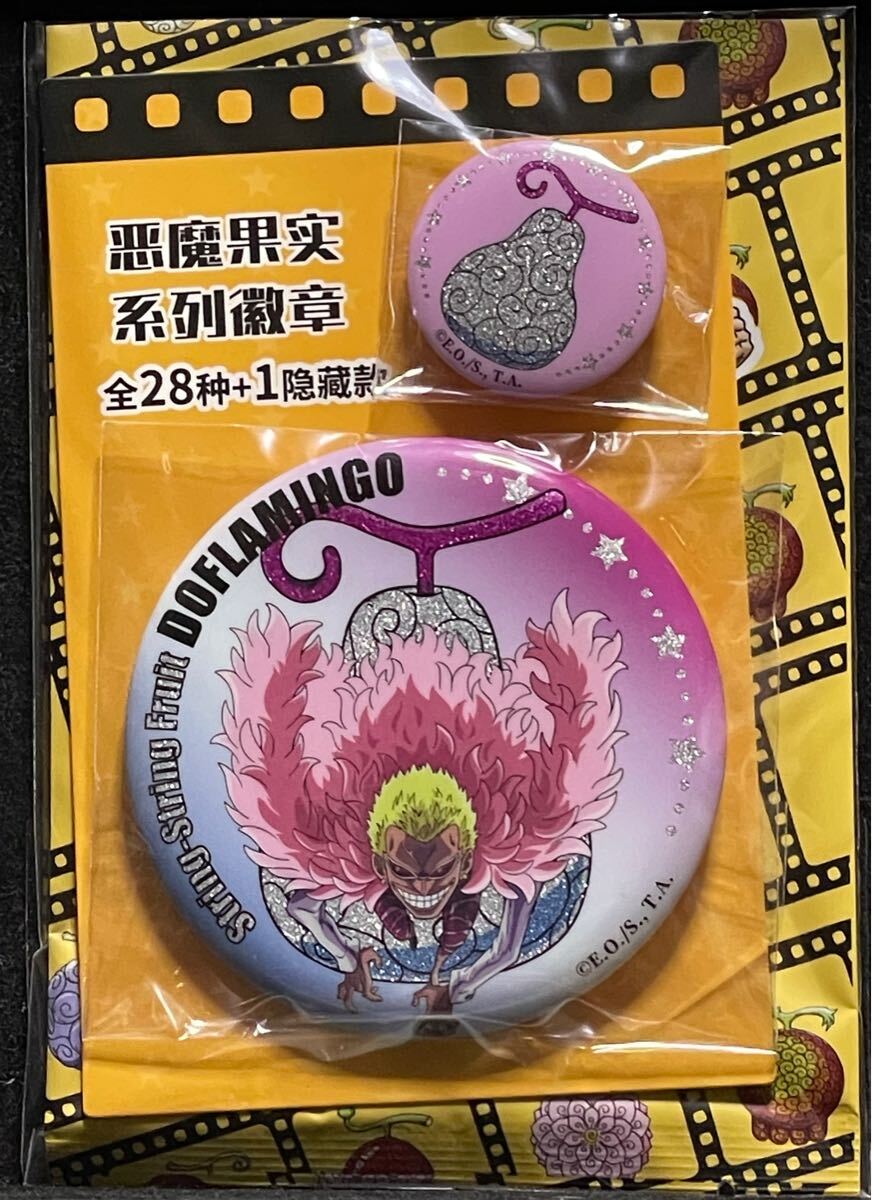 恶魔果实
系列徽章
全28种+1隐藏款
©E.O./S., T.A.
String-String Fruit DOFLAMINGO
©E.O./S., T.A.